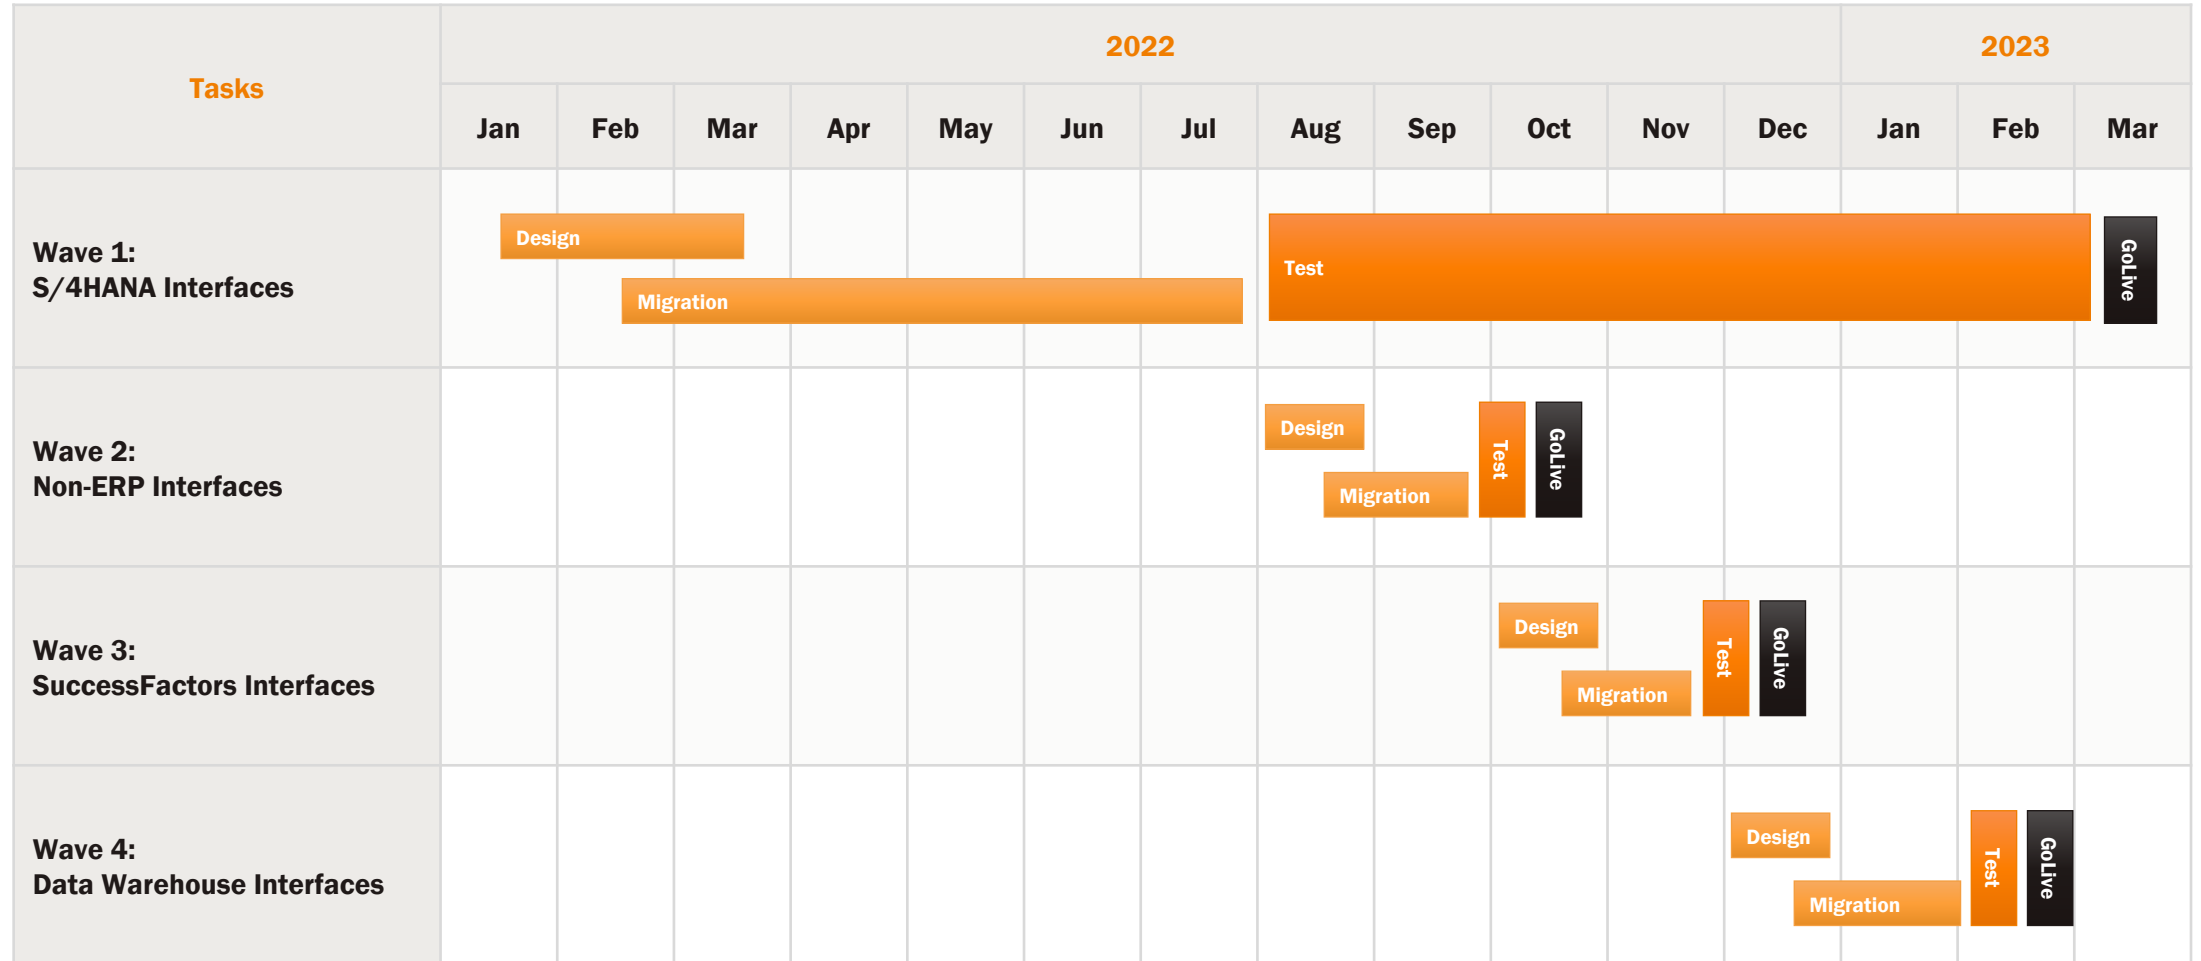 Tasks
2022
2023
Jan
Feb
Mar
Apr
May
Jun
Jul
Aug
Sep
Oct
Nov
Dec
Jan
Feb
Mar
Wave 1:
S/4HANA Interfaces
Design
Migration
Test
GoLive
Wave 2:
Non-ERP Interfaces
Design
Migration
Test
GoLive
Wave 3:
SuccessFactors Interfaces
Design
Migration
Test
GoLive
Wave 4:
Data Warehouse Interfaces
Design
Migration
Test
GoLive